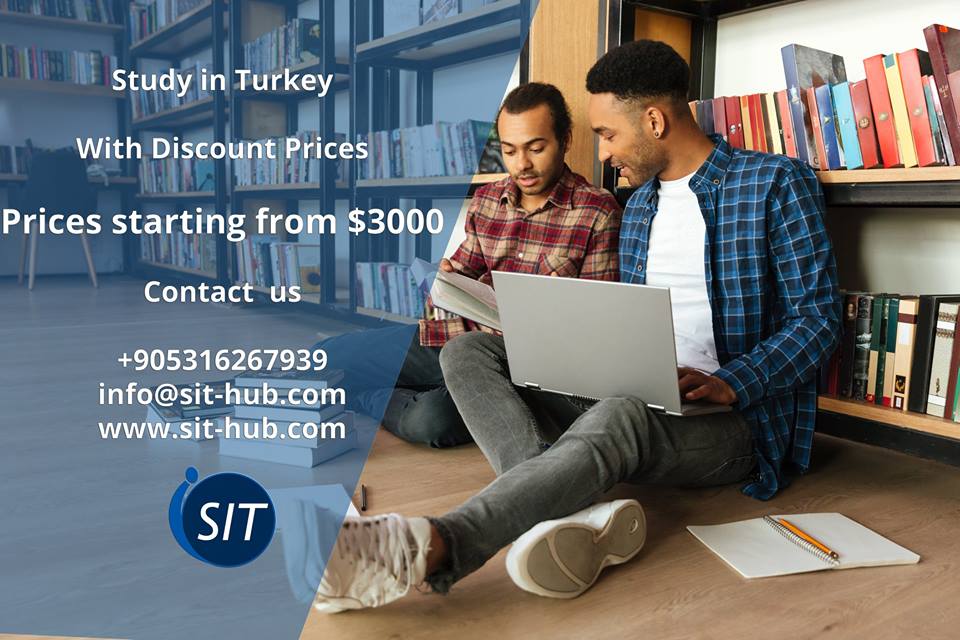 Study in Turkey
With Discount Prices
Prices starting from $3000
Contact us
+905316267939
info@sit-hub.com
www.sit-hub.com
SIT